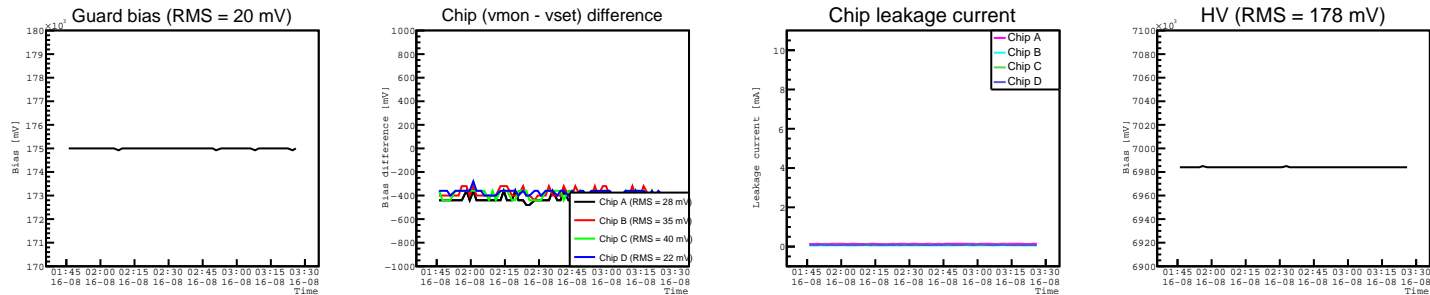 Guard bias (RMS = 20 mV)
×10³
Bias [mV]
180
179
178
177
176
175
174
173
172
171
170
01:45 02:00 02:15 02:30 02:45 03:00 03:15 03:30
16-08 16-08 16-08 16-08 16-08 16-08 16-08 16-08
Time
Chip (vmon - vset) difference
Bias difference [mV]
1000
800
600
400
200
0
−200
−400
−600
−800
−1000
Chip A (RMS = 28 mV)
Chip B (RMS = 35 mV)
Chip C (RMS = 40 mV)
Chip D (RMS = 22 mV)
01:45 02:00 02:15 02:30 02:45 03:00 03:15 03:30
16-08 16-08 16-08 16-08 16-08 16-08 16-08 16-08
Time
Chip leakage current
Leakage current [mA]
10
8
6
4
2
0
Chip A
Chip B
Chip C
Chip D
01:45 02:00 02:15 02:30 02:45 03:00 03:15 03:30
16-08 16-08 16-08 16-08 16-08 16-08 16-08 16-08
Time
HV (RMS = 178 mV)
×10³
Bias [mV]
7100
7080
7060
7040
7020
7000
6980
6960
6940
6920
6900
01:45 02:00 02:15 02:30 02:45 03:00 03:15 03:30
16-08 16-08 16-08 16-08 16-08 16-08 16-08 16-08
Time